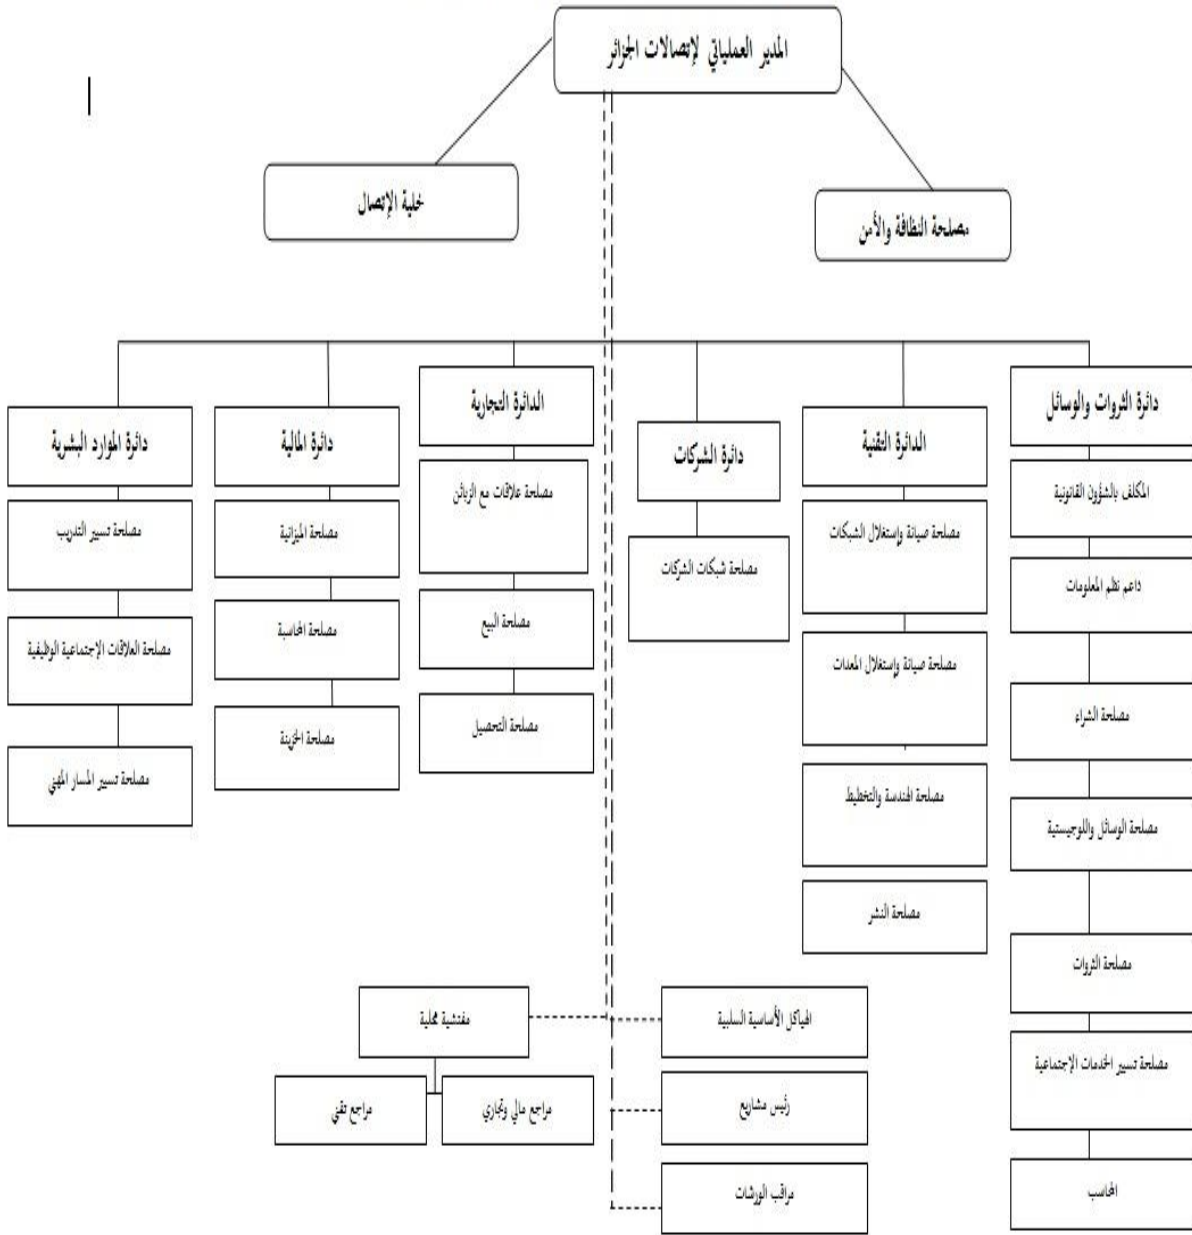 المدير العملياتي لإتصالات الجزائر
خلية الإتصال
مصلحة النظافة والأمن
دائرة الثروات والوسائل
المكلف بالشؤون القانونية
داعم نظم المعلومات
مصلحة الشراء
مصلحة الوسائل واللوجيستية
مصلحة الثروات
مصلحة تسيير الخدمات الإجتماعية
المحاسب
الدائرة التقنية
مصلحة صيانة وإستغلال الشبكات
مصلحة صيانة وإستغلال المعدات
مصلحة الهندسة والتخطيط
مصلحة النشر
دائرة الشركات
مصلحة شبكات الشركات
الدائرة التجارية
مصلحة علاقات مع الزبائن
مصلحة البيع
مصلحة التحصيل
دائرة المالية
مصلحة الميزانية
مصلحة المحاسبة
مصلحة الخزينة
دائرة الموارد البشرية
مصلحة تسيير التدريب
مصلحة العلاقات الإجتماعية الوظيفية
مصلحة تسيير المسار المهني
الهياكل الأساسية السلبية
رئيس مشاريع
مراقب الورشات
مفتشية محلية
مراجع مالي وتجاري
مراجع تقني